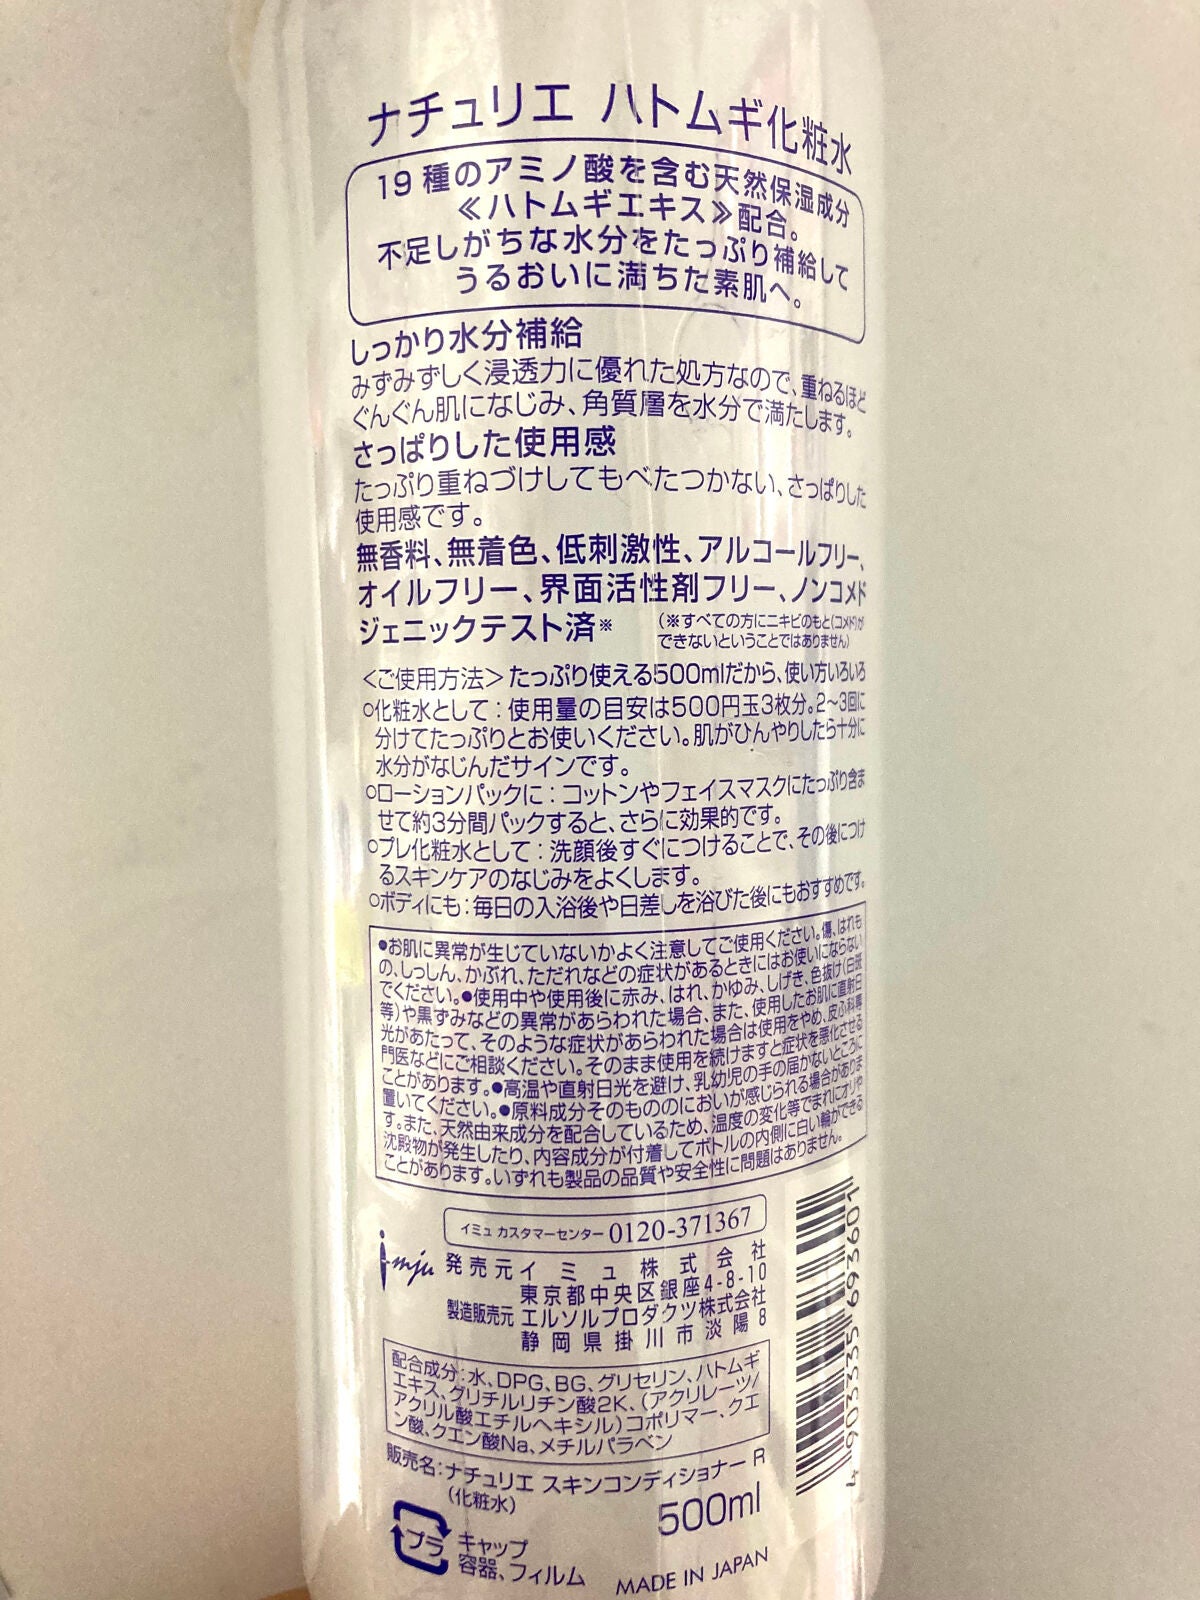 ナチュリエ ハトムギ化粧水
19種のアミノ酸を含む天然保湿成分
≪ハトムギエキス≫配合。
不足しがちな水分をたっぷり補給して
うるおいに満ちた素肌へ。
しっかり水分補給
みずみずしく浸透力に優れた処方なので、重ねるほど
ぐんぐん肌になじみ、角質層を水分で満たします。
さっぱりした使用感
たっぷり重ねづけしてもべたつかない、さっぱりした
使用感です。
無香料、無着色、低刺激性、アルコールフリー、
オイルフリー、界面活性剤フリー、ノンコメド
ジェニックテスト済※
(※すべての方にニキビのもと(コメド)が
できないということではありません)
<ご使用方法>たっぷり使える500mlだから、使い方いろいろ
○化粧水として：使用量の目安は500円玉3枚分。2〜3回に
分けてたっぷりとお使いください。肌がひんやりしたら十分に
水分がなじんだサインです。
○ローションパックに：コットンやフェイスマスクにたっぷり含ま
せて約3分間パックすると、さらに効果的です。
○プレ化粧水として：洗顔後すぐにつけることで、その後につけ
るスキンケアのなじみをよくします。
○ボディにも：毎日の入浴後や日差しを浴びた後にもおすすめです。
●お肌に異常が生じていないかよく注意してご使用ください。傷、はれも
の、しっしん、かぶれ、ただれなどの症状があるときにはお使いにならない
でください。●使用中や使用後に赤み、はれ、かゆみ、しげき、色抜け(白斑
等)や黒ずみなどの異常があらわれた場合、また、使用したお肌に直射日
光があたって、そのような症状があらわれた場合は使用をやめ、皮ふ科専
門医などにご相談ください。そのまま使用を続けますと症状を悪化させる
ことがあります。●高温や直射日光を避け、乳幼児の手の届かないところに
置いてください。●原料成分そのもののにおいが感じられる場合がありま
す。また、天然由来成分を配合しているため、温度の変化等でまれにオリや
沈殿物が発生したり、内容成分が付着してボトルの内側に白い輪ができる
ことがあります。いずれも製品の品質や安全性に問題はありません。
イミュ カスタマーセンター 0120-371367
imju 発売元 イミュ株式会社
東京都中央区銀座4-8-10
製造販売元 エルソルプロダクツ株式会社
静岡県掛川市淡陽8
配合成分：水、DPG、BG、グリセリン、ハトムギ
エキス、グリチルリチン酸2K、(アクリレーツ/
アクリル酸エチルヘキシル)コポリマー、クエ
ン酸、クエン酸Na、メチルパラベン
販売名：ナチュリエ スキンコンディショナー R
(化粧水)
500ml
プラ
キャップ
容器、フィルム
MADE IN JAPAN
4 903335 693601